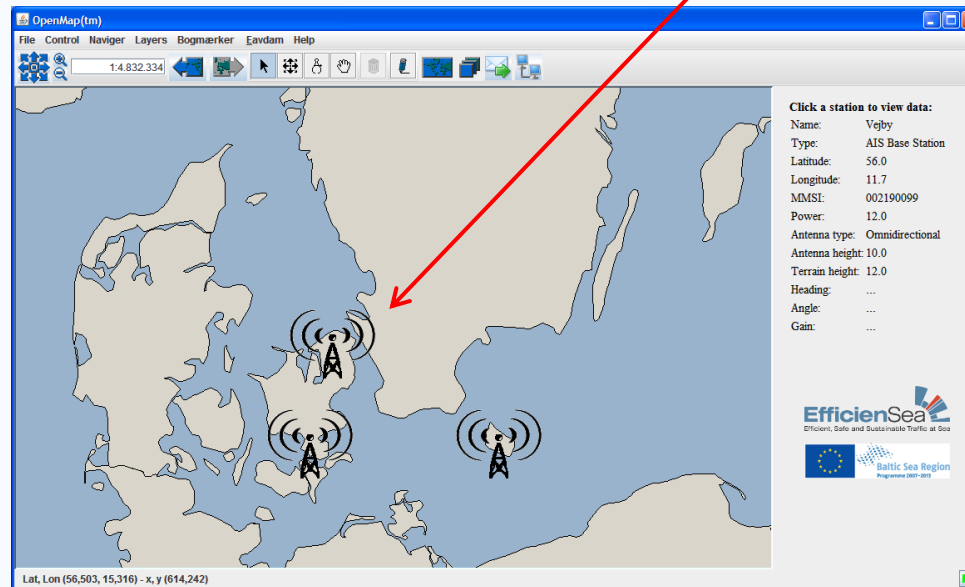 OpenMap(tm)
File Control Naviger Layers Bogmærker Eavdam Help
1:4.832.334
Click a station to view data:
Name: Vejby
Type: AIS Base Station
Latitude: 56.0
Longitude: 11.7
MMSI: 002190099
Power: 12.0
Antenna type: Omnidirectional
Antenna height: 10.0
Terrain height: 12.0
Heading: ...
Angle: ...
Gain: ...
EfficienSea
Efficient, Safe and Sustainable Traffic at Sea
Baltic Sea Region
Programme 2007-2013
Lat, Lon (56,503, 15,316) - x, y (614,242)